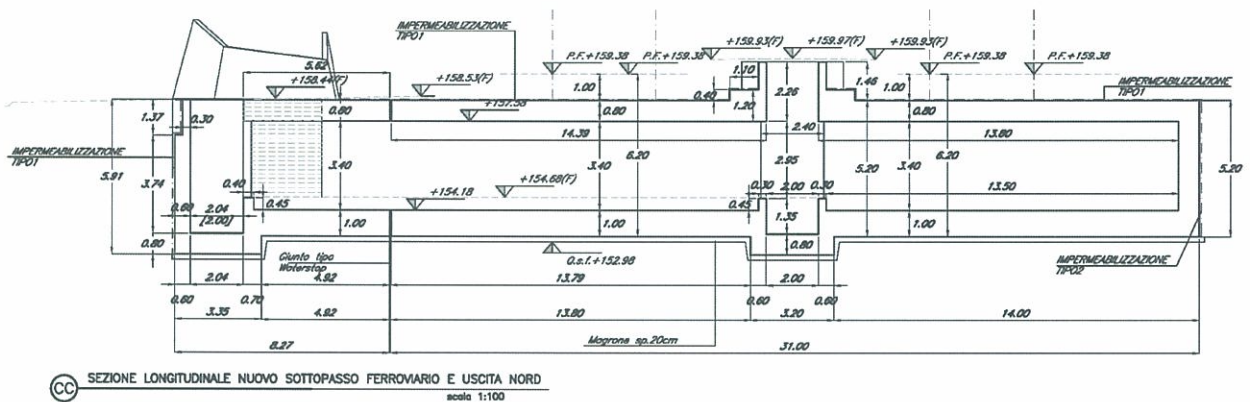 IMPERMEABILIZZAZIONE
TIPO1
+159.93(F)
+159.97(F)
+159.93(F)
P.F.+159.38
P.F.+159.38
P.F.+159.38
P.F.+159.38
5.62
+158.44(F)
+158.53(F)
1.10
1.46
1.00
1.00
IMPERMEABILIZZAZIONE
TIPO1
0.40
1.20
2.26
+157.58
0.80
0.80
0.80
1.37
0.30
14.39
2.40
13.80
IMPERMEABILIZZAZIONE
TIPO1
5.91
3.74
3.40
3.40
6.20
2.95
5.20
3.40
6.20
5.20
+154.68(F)
0.40
0.30
2.00
0.30
13.50
0.60
2.04
[2.00]
0.45
+154.18
0.45
1.35
1.00
1.00
1.00
0.80
0.80
Giunto tipo
Waterstop
Q.s.f.+152.98
IMPERMEABILIZZAZIONE
TIPO2
2.04
4.92
13.79
2.00
0.60
0.70
0.60
0.60
3.35
4.92
13.80
3.20
14.00
Magrone sp.20cm
8.27
31.00
CC
SEZIONE LONGITUDINALE NUOVO SOTTOPASSO FERROVIARIO E USCITA NORD
scala 1:100